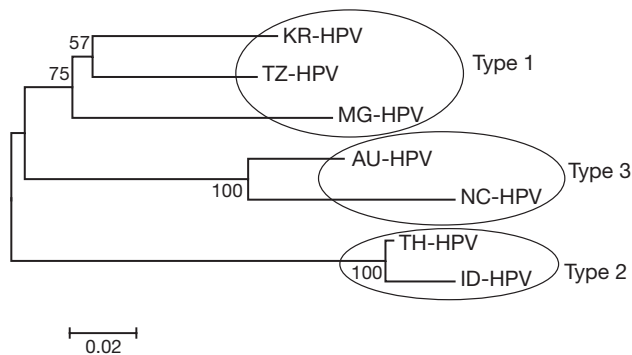 KR-HPV
57
Type 1
75
TZ-HPV
MG-HPV
AU-HPV
Type 3
100
NC-HPV
TH-HPV
100
ID-HPV
Type 2
0.02